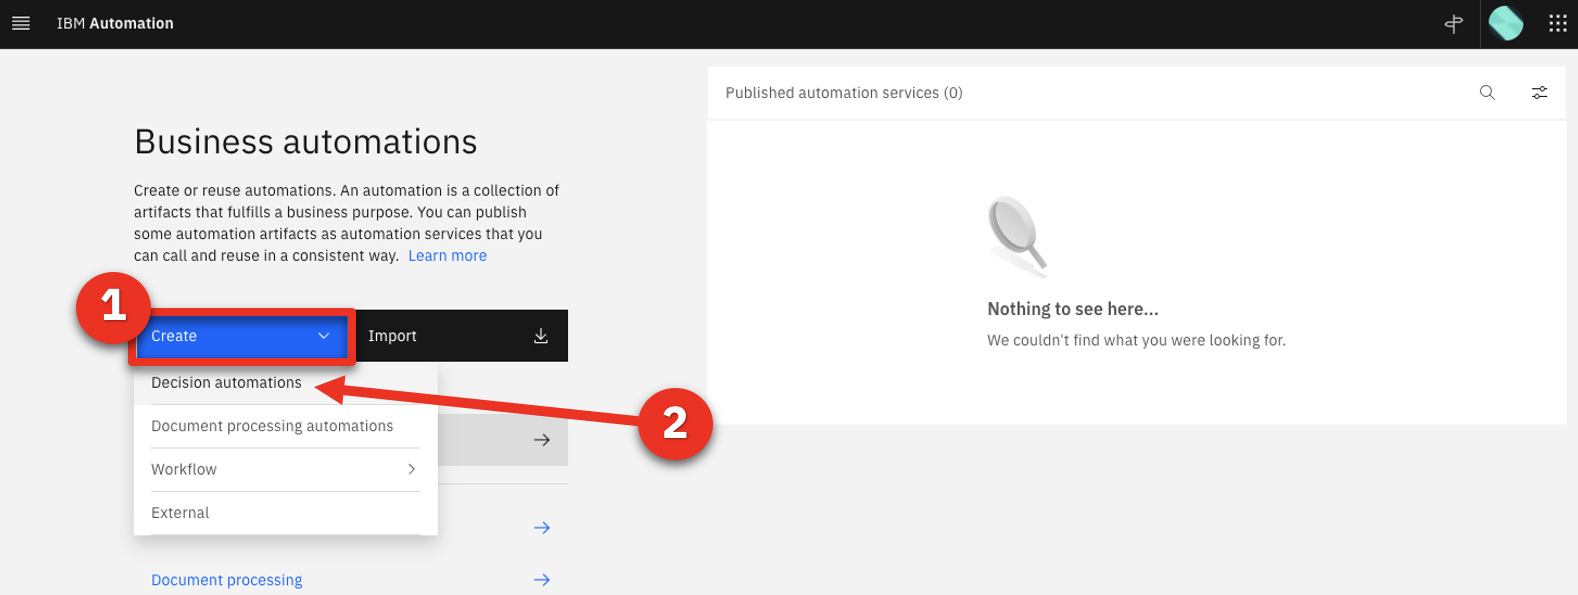 IBM Automation
Business automations
Create or reuse automations. An automation is a collection of
artifacts that fulfills a business purpose. You can publish
some automation artifacts as automation services that you
can call and reuse in a consistent way. Learn more
1
Create
Import
Decision automations
2
Document processing automations
Workflow
External
Document processing
Published automation services (0)
Nothing to see here...
We couldn't find what you were looking for.